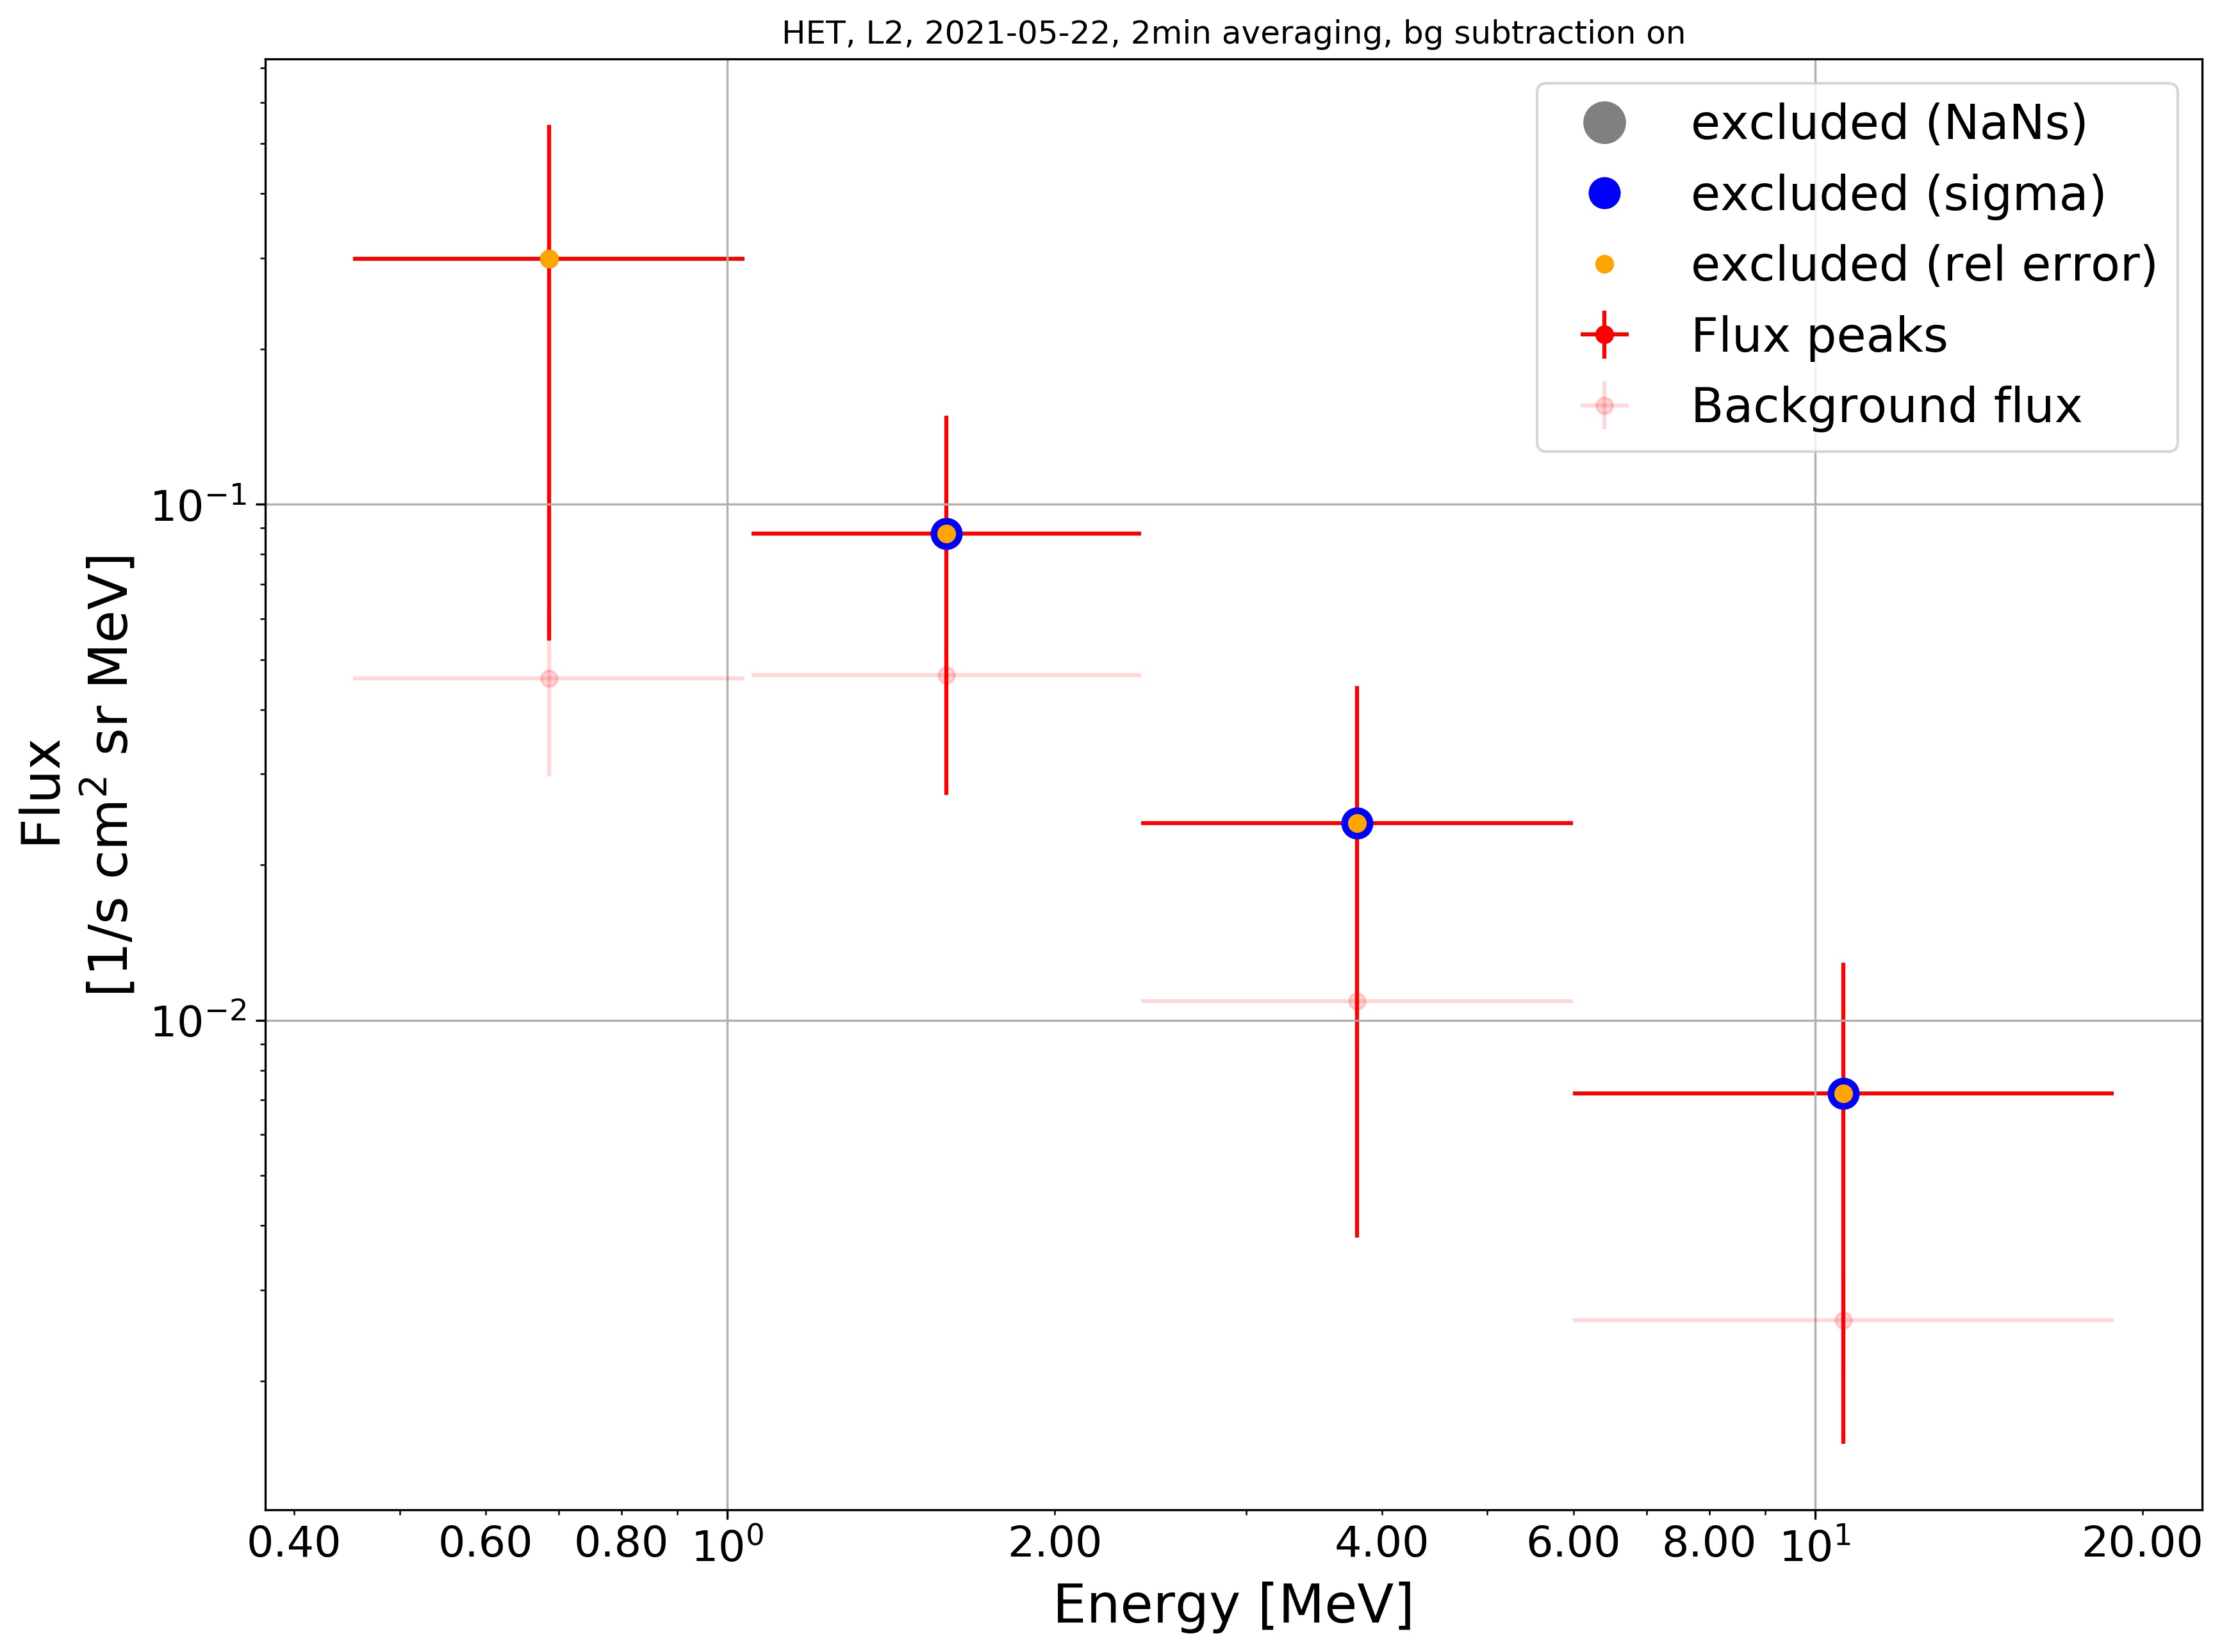 HET, L2, 2021-05-22, 2min averaging, bg subtraction on
excluded (NaNs)
excluded (sigma)
excluded (rel error)
Flux peaks
Background flux
Flux
[1/s cm² sr MeV]
10⁻¹
10⁻²
0.40 0.60 0.80 10⁰ 2.00 4.00 6.00 8.00 10¹ 20.00
Energy [MeV]